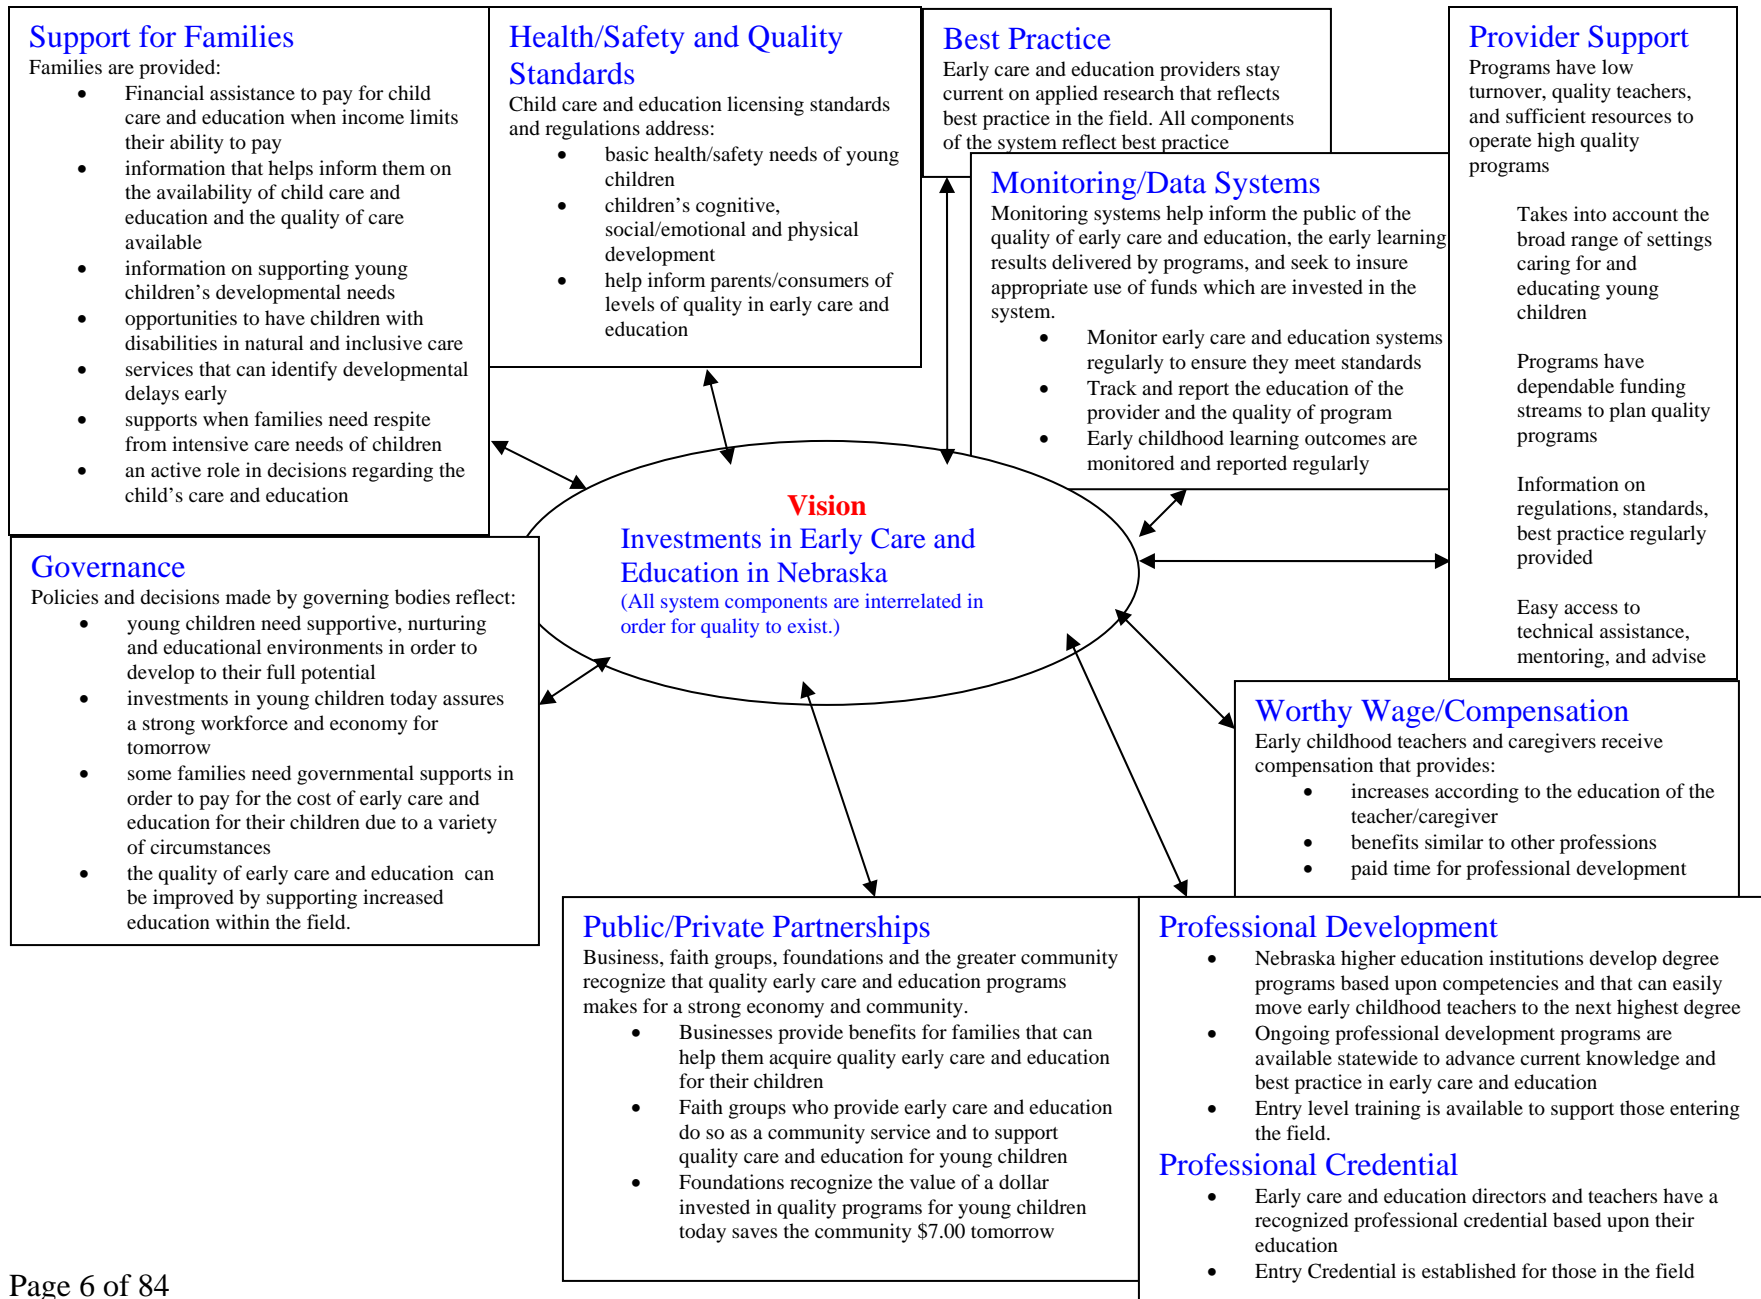 Support for Families
Families are provided:
• Financial assistance to pay for child
care and education when income limits
their ability to pay
• information that helps inform them on
the availability of child care and
education and the quality of care
available
• information on supporting young
children’s developmental needs
• opportunities to have children with
disabilities in natural and inclusive care
• services that can identify developmental
delays early
• supports when families need respite
from intensive care needs of children
• an active role in decisions regarding the
child’s care and education
Health/Safety and Quality
Standards
Child care and education licensing standards
and regulations address:
• basic health/safety needs of young
children
• children’s cognitive,
social/emotional and physical
development
• help inform parents/consumers of
levels of quality in early care and
education
Best Practice
Early care and education providers stay
current on applied research that reflects
best practice in the field. All components
of the system reflect best practice
Monitoring/Data Systems
Monitoring systems help inform the public of the
quality of early care and education, the early learning
results delivered by programs, and seek to insure
appropriate use of funds which are invested in the
system.
• Monitor early care and education systems
regularly to ensure they meet standards
• Track and report the education of the
provider and the quality of program
• Early childhood learning outcomes are
monitored and reported regularly
Provider Support
Programs have low
turnover, quality teachers,
and sufficient resources to
operate high quality
programs
Takes into account the
broad range of settings
caring for and
educating young
children
Programs have
dependable funding
streams to plan quality
programs
Information on
regulations, standards,
best practice regularly
provided
Easy access to
technical assistance,
mentoring, and advise
Vision
Investments in Early Care and
Education in Nebraska
(All system components are interrelated in
order for quality to exist.)
Governance
Policies and decisions made by governing bodies reflect:
• young children need supportive, nurturing
and educational environments in order to
develop to their full potential
• investments in young children today assures
a strong workforce and economy for
tomorrow
• some families need governmental supports in
order to pay for the cost of early care and
education for their children due to a variety
of circumstances
• the quality of early care and education can
be improved by supporting increased
education within the field.
Worthy Wage/Compensation
Early childhood teachers and caregivers receive
compensation that provides:
• increases according to the education of the
teacher/caregiver
• benefits similar to other professions
• paid time for professional development
Public/Private Partnerships
Business, faith groups, foundations and the greater community
recognize that quality early care and education programs
makes for a strong economy and community.
• Businesses provide benefits for families that can
help them acquire quality early care and education
for their children
• Faith groups who provide early care and education
do so as a community service and to support
quality care and education for young children
• Foundations recognize the value of a dollar
invested in quality programs for young children
today saves the community $7.00 tomorrow
Professional Development
• Nebraska higher education institutions develop degree
programs based upon competencies and that can easily
move early childhood teachers to the next highest degree
• Ongoing professional development programs are
available statewide to advance current knowledge and
best practice in early care and education
• Entry level training is available to support those entering
the field.
Professional Credential
• Early care and education directors and teachers have a
recognized professional credential based upon their
education
• Entry Credential is established for those in the field
Page 6 of 84